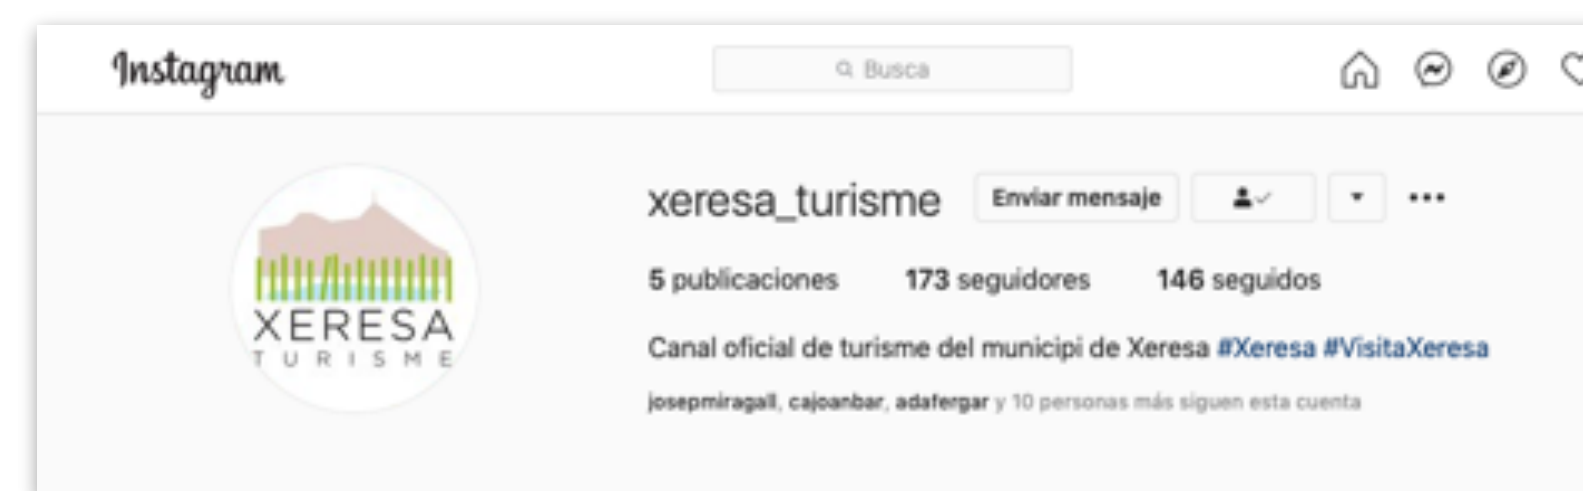 Instagram
Busca
XERESA
TURISME
xeresa_turisme Enviar mensaje
5 publicaciones 173 seguidores 146 seguidos
Canal oficial de turisme del municipi de Xeresa #Xeresa #VisitaXeresa
josepmiragall, cajoanbar, adafergar y 10 personas más siguen esta cuenta